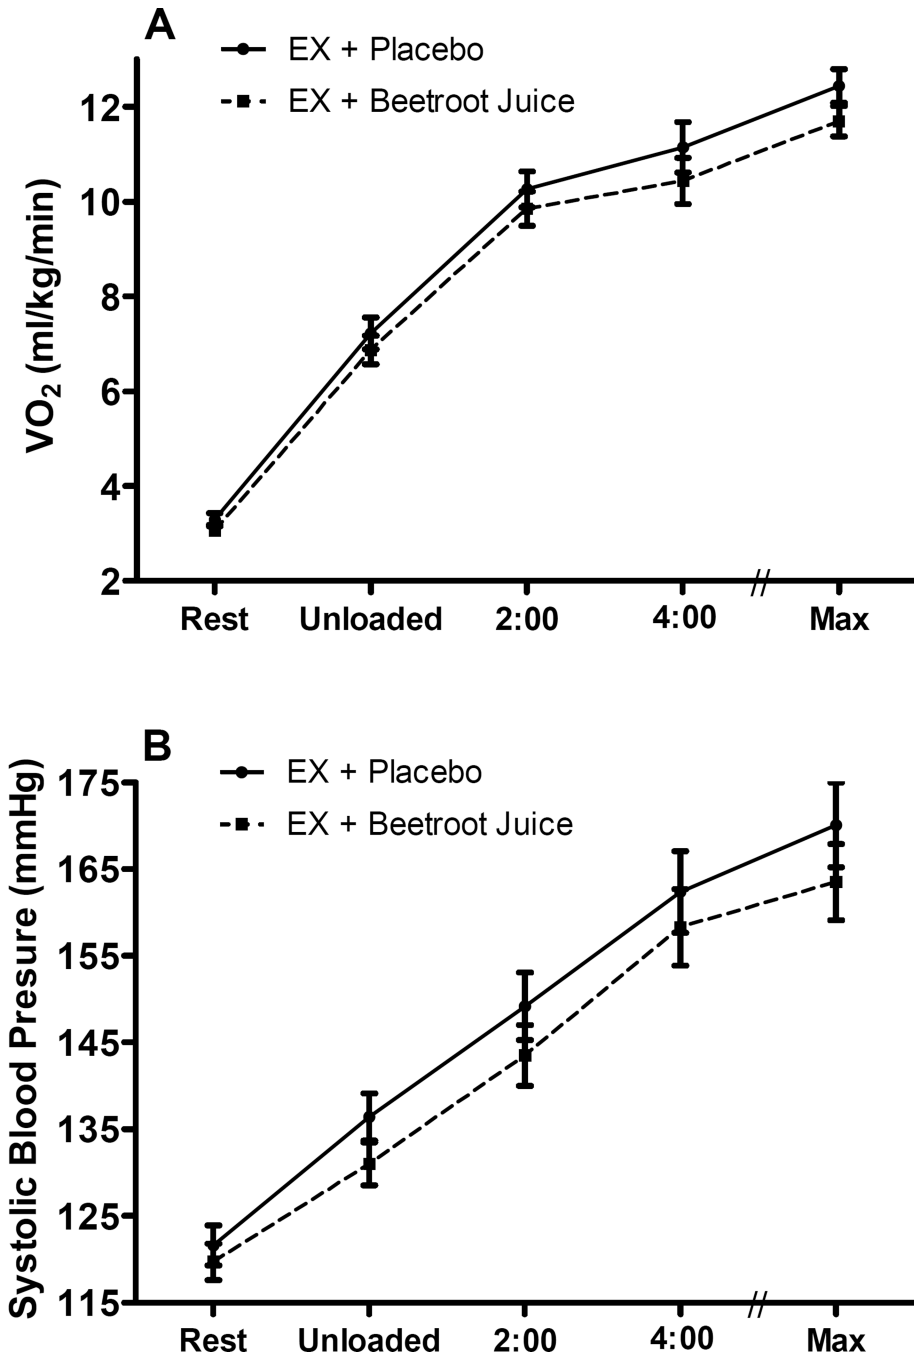 A
EX + Placebo
EX + Beetroot Juice
VO2 (ml/kg/min)
12
10
8
6
4
2
Rest Unloaded 2:00 4:00 // Max
B
EX + Placebo
EX + Beetroot Juice
Systolic Blood Presure (mmHg)
175
165
155
145
135
125
115
Rest Unloaded 2:00 4:00 // Max